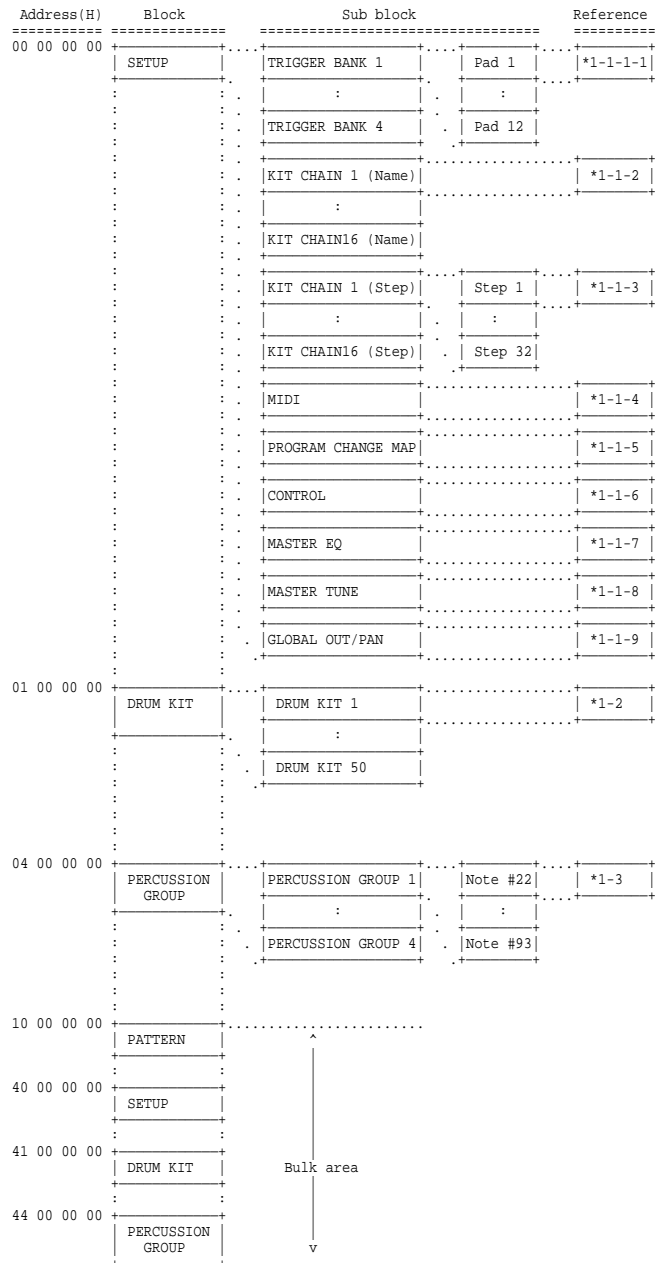 Address(H) Block Sub block Reference
=========== ============== ================================== ==========
00 00 00 00
SETUP TRIGGER BANK 1 Pad 1 *1-1-1-1
: : : :
: : TRIGGER BANK 4 Pad 12
: : KIT CHAIN 1 (Name) *1-1-2
: : :
: : KIT CHAIN16 (Name)
: : KIT CHAIN 1 (Step) Step 1 *1-1-3
: : : :
: : KIT CHAIN16 (Step) Step 32
: : MIDI *1-1-4
: : PROGRAM CHANGE MAP *1-1-5
: : CONTROL *1-1-6
: : MASTER EQ *1-1-7
: : MASTER TUNE *1-1-8
: : GLOBAL OUT/PAN *1-1-9
01 00 00 00
DRUM KIT DRUM KIT 1 *1-2
:
: : DRUM KIT 50
04 00 00 00
PERCUSSION PERCUSSION GROUP 1 Note #22 *1-3
GROUP
: :
: : PERCUSSION GROUP 4 Note #93
10 00 00 00
PATTERN ^
: :
40 00 00 00
SETUP
: :
41 00 00 00
DRUM KIT Bulk area
: :
44 00 00 00
PERCUSSION
GROUP v